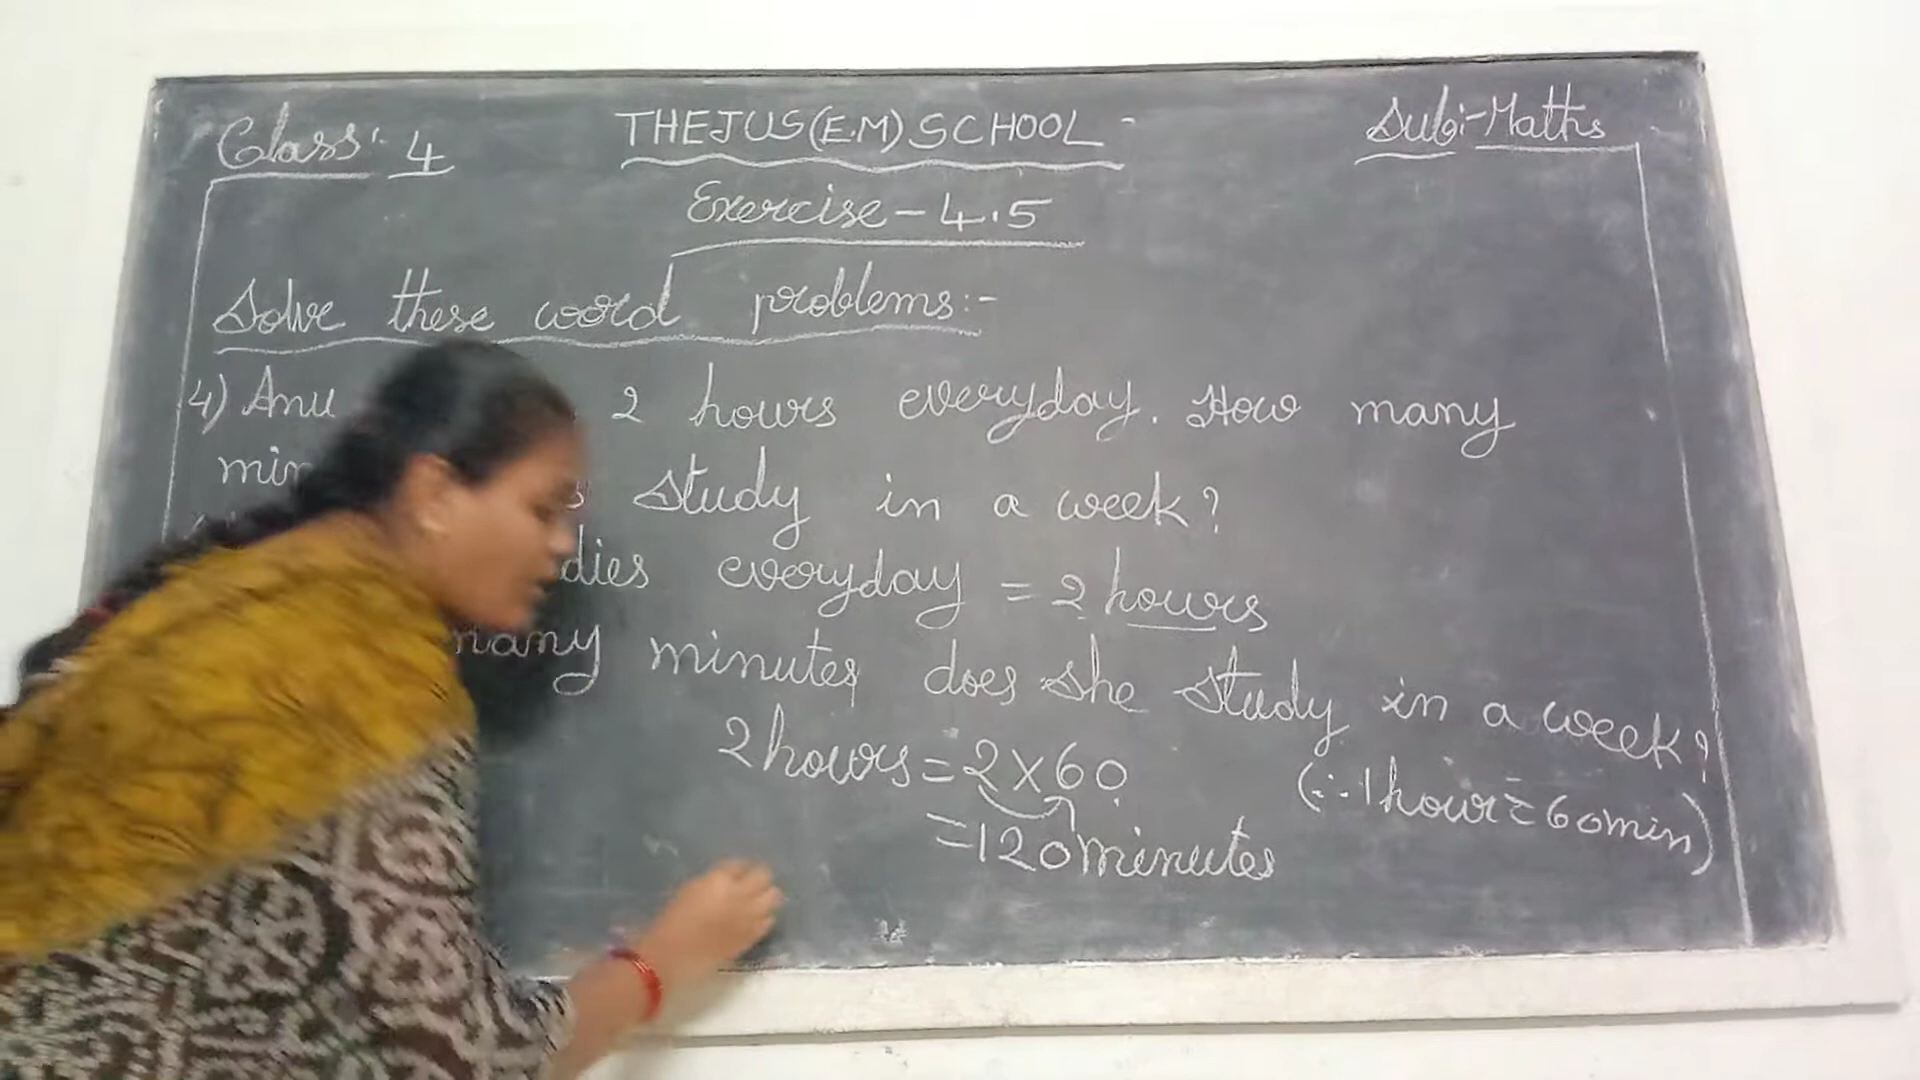 Class:- 4 THEJUS(E.M) SCHOOL Sub:-Maths
Exercise-4.5
Solve these word problems:-
4) Anu 2 hours everyday. How many
study in a week?
everyday = 2 hours
many minutes does she study in a week?
2 hours = 2 X 60 (∵ 1 hour = 60 min)
= 120 minutes